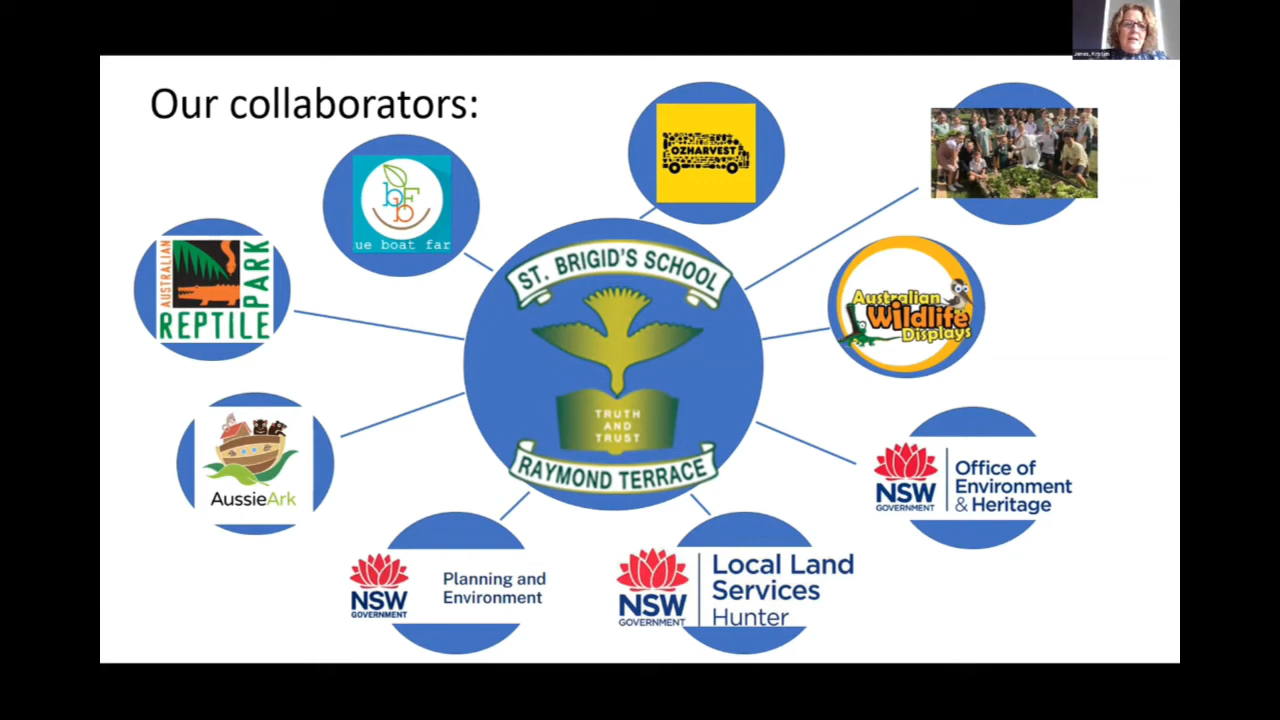 Our collaborators:
OZHARVEST
bFb
ue boat far
AUSTRALIAN
REPTILE
PARK
ST. BRIGID'S SCHOOL
TRUTH
AND
TRUST
RAYMOND TERRACE
Australian
Wildlife
Displays
AussieArk
NSW
GOVERNMENT
Office of
Environment
& Heritage
NSW
GOVERNMENT
Planning and
Environment
NSW
GOVERNMENT
Local Land
Services
Hunter